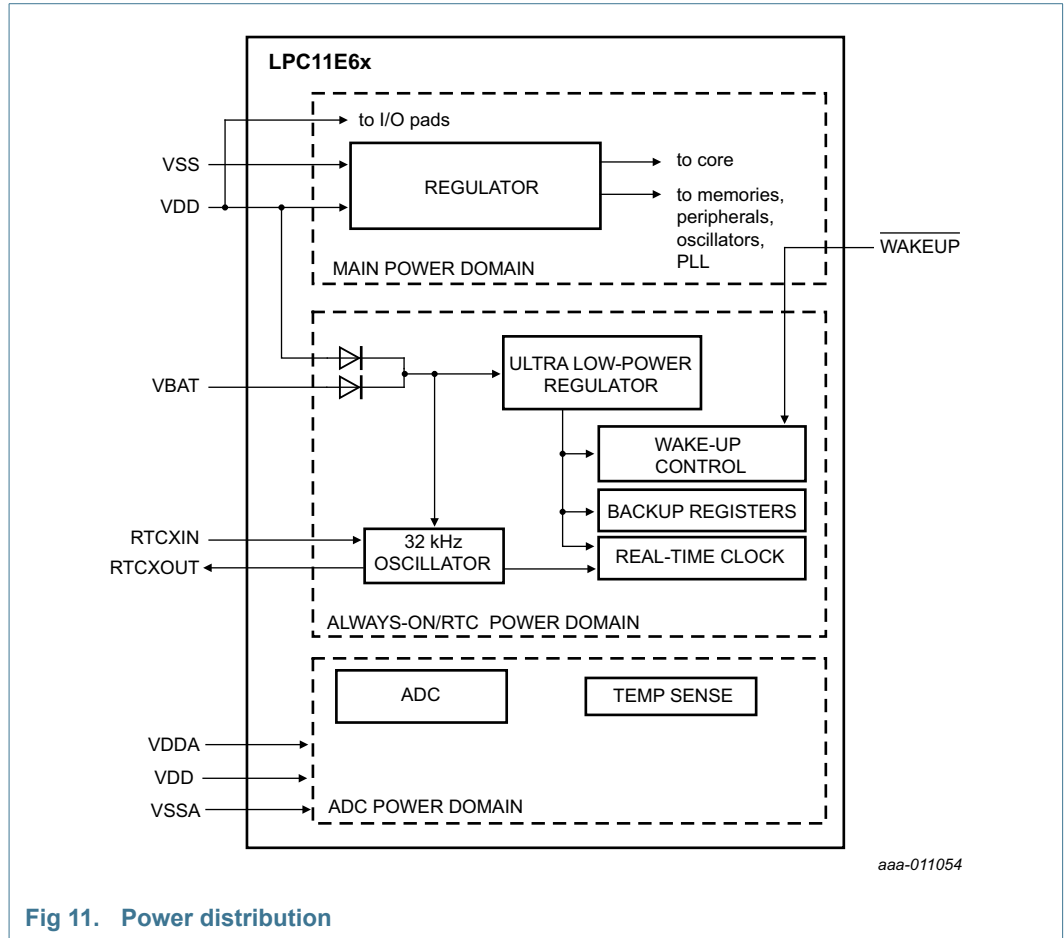 LPC11E6x
to I/O pads
VSS
VDD
REGULATOR
to core
to memories,
peripherals,
oscillators,
PLL
WAKEUP
MAIN POWER DOMAIN
VBAT
ULTRA LOW-POWER
REGULATOR
WAKE-UP
CONTROL
BACKUP REGISTERS
REAL-TIME CLOCK
RTCXIN
RTCXOUT
32 kHz
OSCILLATOR
ALWAYS-ON/RTC POWER DOMAIN
ADC
TEMP SENSE
VDDA
VDD
VSSA
ADC POWER DOMAIN
aaa-011054
Fig 11. Power distribution